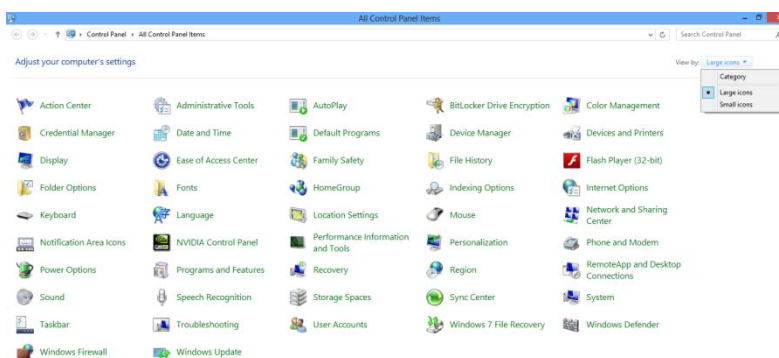 All Control Panel Items
Control Panel All Control Panel Items Search Control Panel
Adjust your computer's settings View by: Large icons
Category
Large icons
Small icons
Action Center Administrative Tools AutoPlay BitLocker Drive Encryption Color Management
Credential Manager Date and Time Default Programs Device Manager Devices and Printers
Display Ease of Access Center Family Safety File History Flash Player (32-bit)
Folder Options Fonts HomeGroup Indexing Options Internet Options
Keyboard Language Location Settings Mouse Network and Sharing
Center
Notification Area Icons NVIDIA Control Panel Performance Information
and Tools Personalization Phone and Modem
Power Options Programs and Features Recovery Region RemoteApp and Desktop
Connections
Sound Speech Recognition Storage Spaces Sync Center System
Taskbar Troubleshooting User Accounts Windows 7 File Recovery Windows Defender
Windows Firewall Windows Update